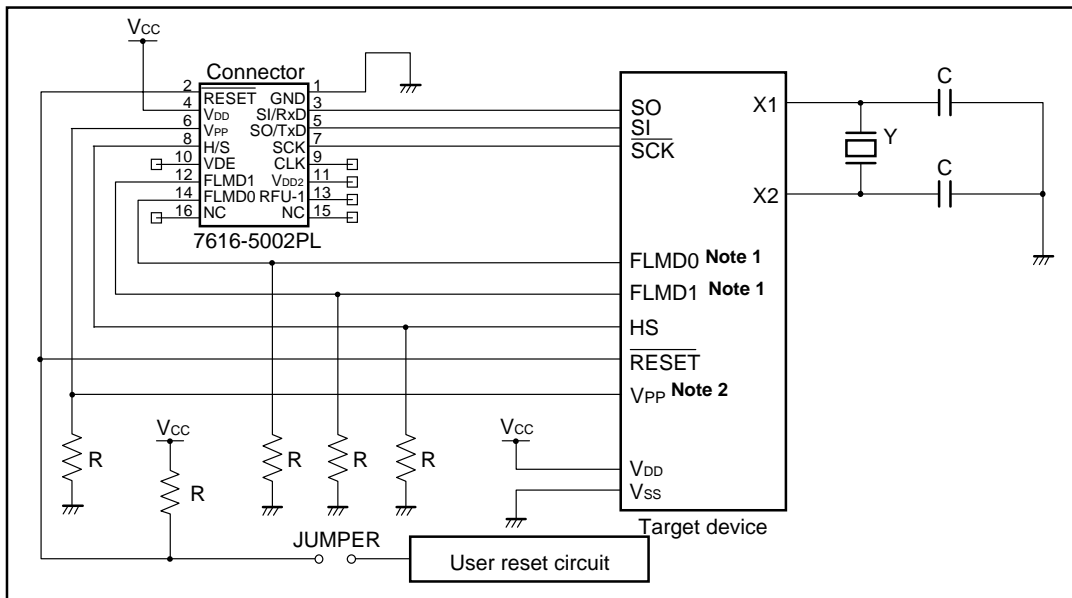 VCC
Connector
2 RESET GND 1
4 VDD SI/RxD 3
6 VPP SO/TxD 5
8 H/S SCK 7
10 VDE CLK 9
12 FLMD1 VDD2 11
14 FLMD0 RFU-1 13
16 NC NC 15
7616-5002PL
SO
SI
SCK
FLMD0 Note 1
FLMD1 Note 1
HS
RESET
VPP Note 2
VDD
VSS
X1
X2
Target device
C
Y
C
R
VCC
R
R
R
R
VCC
JUMPER
User reset circuit